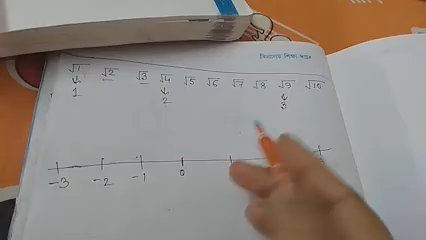 বিদ্যালয় শিক্ষা দপ্তর
√1 √2 √3 √4 √5 √6 √7 √8 √9 √10
↓ ↓ ↓
1 2 3
-3 -2 -1 0